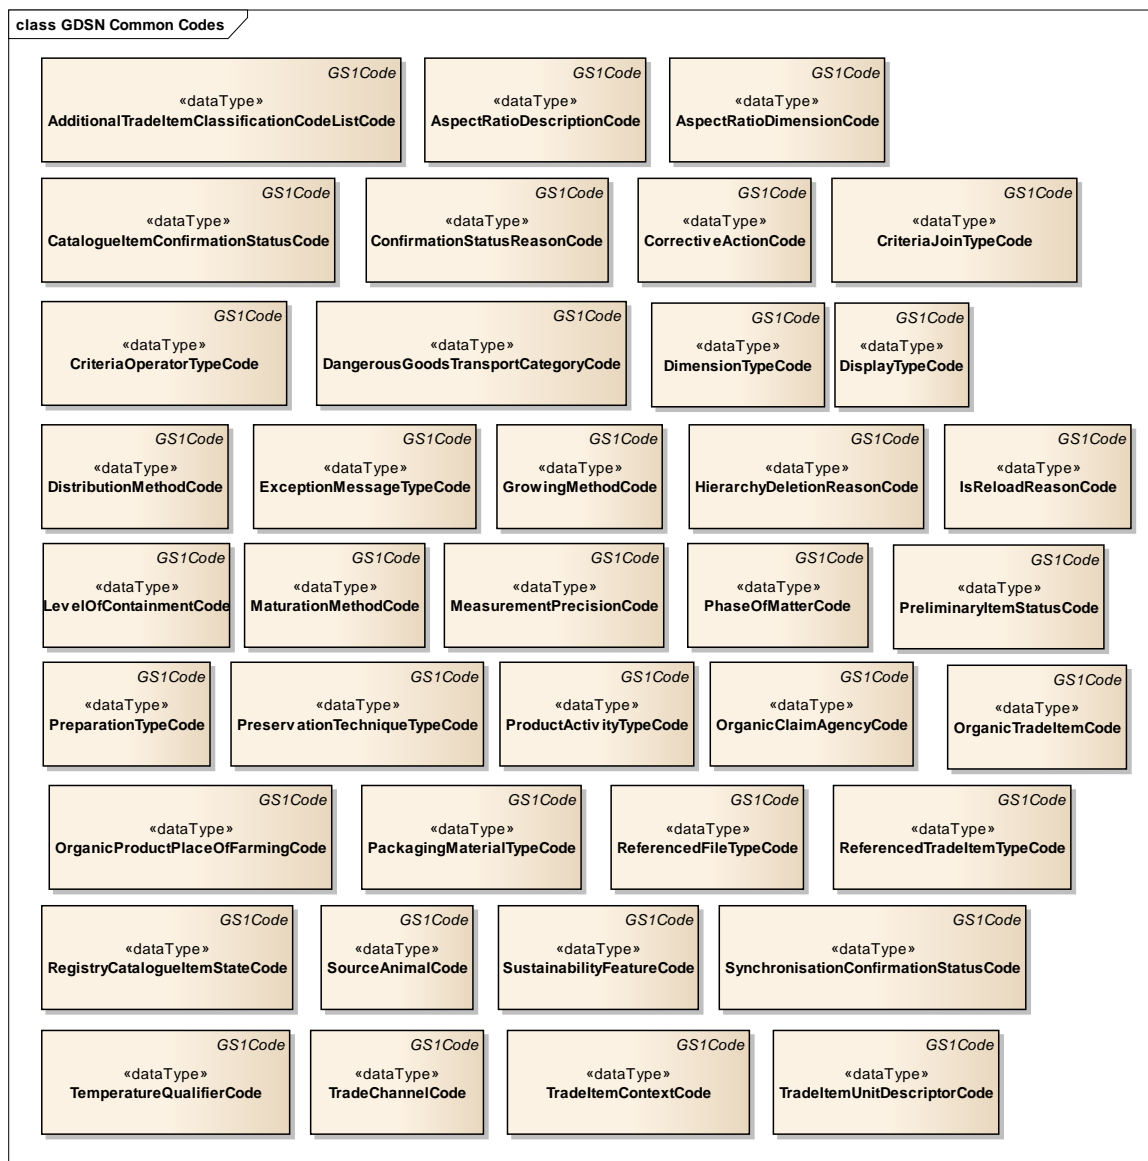 class GDSN Common Codes
GS1Code
«dataType»
AdditionalTradeItemClassificationCodeListCode
GS1Code
«dataType»
AspectRatioDescriptionCode
GS1Code
«dataType»
AspectRatioDimensionCode
GS1Code
«dataType»
CatalogueItemConfirmationStatusCode
GS1Code
«dataType»
ConfirmationStatusReasonCode
GS1Code
«dataType»
CorrectiveActionCode
GS1Code
«dataType»
CriteriaJoinTypeCode
GS1Code
«dataType»
CriteriaOperatorTypeCode
GS1Code
«dataType»
DangerousGoodsTransportCategoryCode
GS1Code
«dataType»
DimensionTypeCode
GS1Code
«dataType»
DisplayTypeCode
GS1Code
«dataType»
DistributionMethodCode
GS1Code
«dataType»
ExceptionMessageTypeCode
GS1Code
«dataType»
GrowingMethodCode
GS1Code
«dataType»
HierarchyDeletionReasonCode
GS1Code
«dataType»
IsReloadReasonCode
GS1Code
«dataType»
LevelOfContainmentCode
GS1Code
«dataType»
MaturationMethodCode
GS1Code
«dataType»
MeasurementPrecisionCode
GS1Code
«dataType»
PhaseOfMatterCode
GS1Code
«dataType»
PreliminaryItemStatusCode
GS1Code
«dataType»
PreparationTypeCode
GS1Code
«dataType»
PreservationTechniqueTypeCode
GS1Code
«dataType»
ProductActivityTypeCode
GS1Code
«dataType»
OrganicClaimAgencyCode
GS1Code
«dataType»
OrganicTradeItemCode
GS1Code
«dataType»
OrganicProductPlaceOfFarmingCode
GS1Code
«dataType»
PackagingMaterialTypeCode
GS1Code
«dataType»
ReferencedFileTypeCode
GS1Code
«dataType»
ReferencedTradeItemTypeCode
GS1Code
«dataType»
RegistryCatalogueItemStateCode
GS1Code
«dataType»
SourceAnimalCode
GS1Code
«dataType»
SustainabilityFeatureCode
GS1Code
«dataType»
SynchronisationConfirmationStatusCode
GS1Code
«dataType»
TemperatureQualifierCode
GS1Code
«dataType»
TradeChannelCode
GS1Code
«dataType»
TradeItemContextCode
GS1Code
«dataType»
TradeItemUnitDescriptorCode